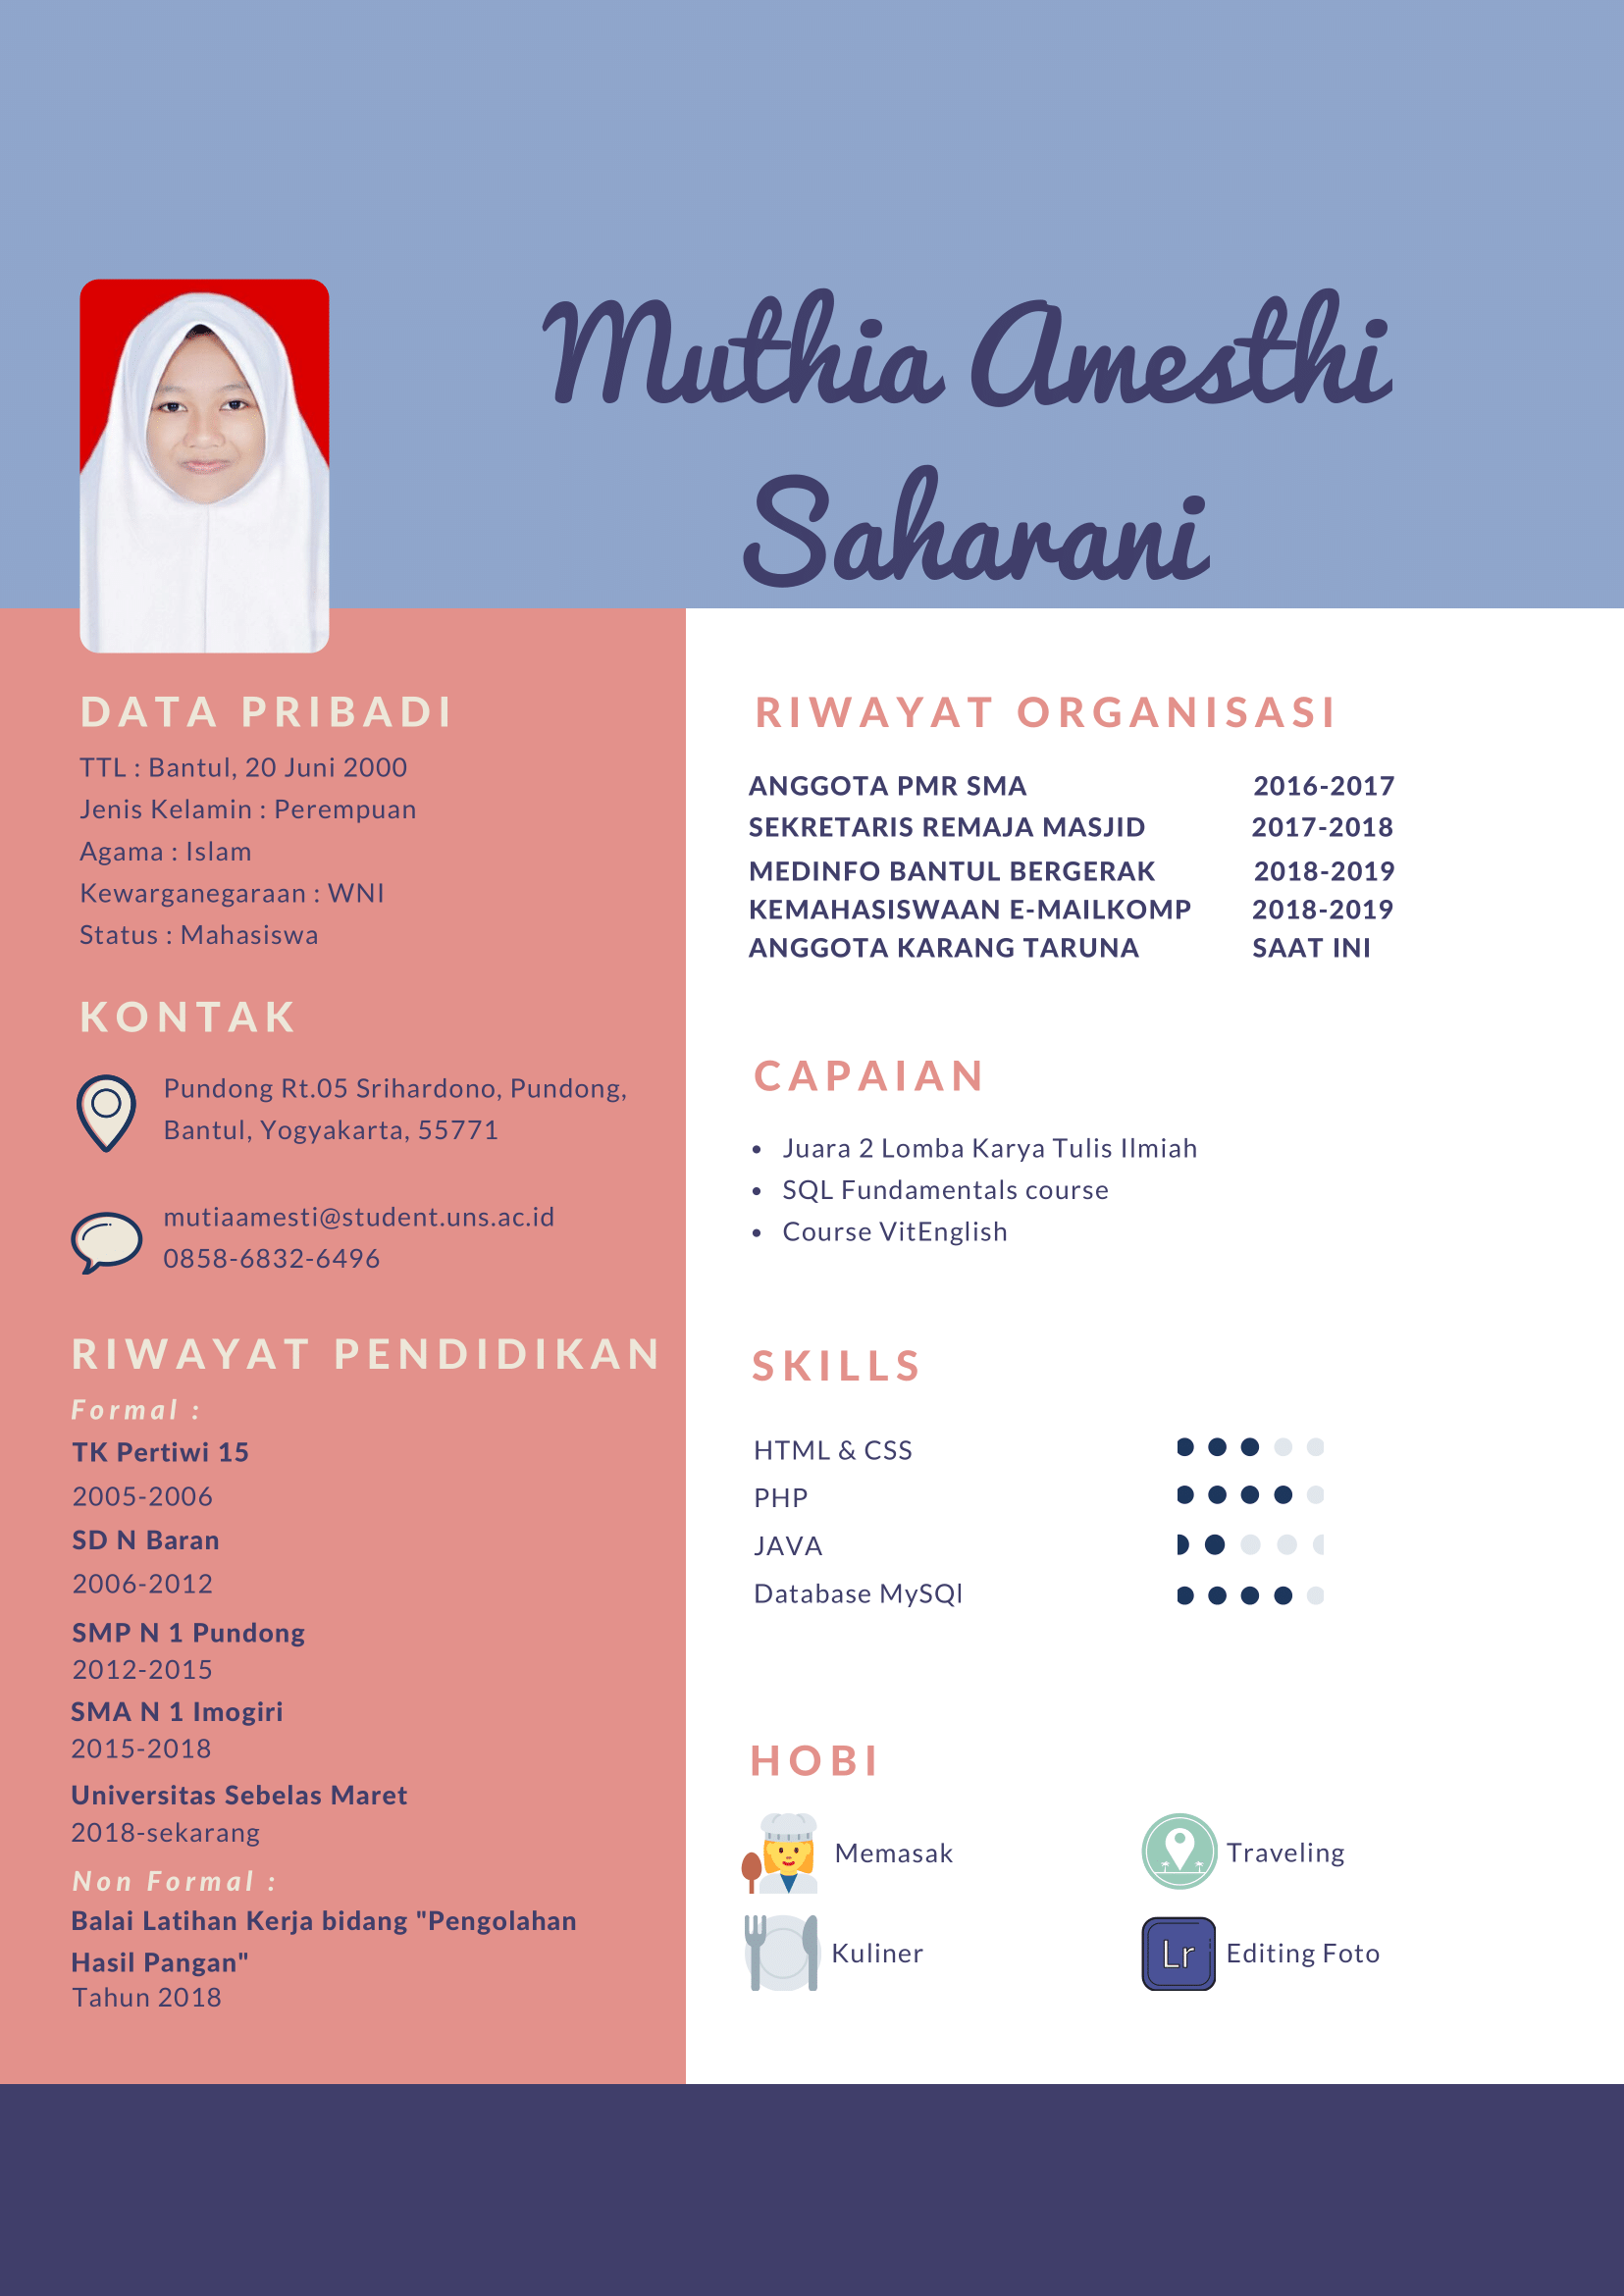 Muthia Amesthi
Saharani
DATA PRIBADI
TTL : Bantul, 20 Juni 2000
Jenis Kelamin : Perempuan
Agama : Islam
Kewarganegaraan : WNI
Status : Mahasiswa
KONTAK
Pundong Rt.05 Srihardono, Pundong,
Bantul, Yogyakarta, 55771
mutiaamesti@student.uns.ac.id
0858-6832-6496
RIWAYAT PENDIDIKAN
Formal :
TK Pertiwi 15
2005-2006
SD N Baran
2006-2012
SMP N 1 Pundong
2012-2015
SMA N 1 Imogiri
2015-2018
Universitas Sebelas Maret
2018-sekarang
Non Formal :
Balai Latihan Kerja bidang "Pengolahan
Hasil Pangan"
Tahun 2018
RIWAYAT ORGANISASI
ANGGOTA PMR SMA 2016-2017
SEKRETARIS REMAJA MASJID 2017-2018
MEDINFO BANTUL BERGERAK 2018-2019
KEMAHASISWAAN E-MAILKOMP 2018-2019
ANGGOTA KARANG TARUNA SAAT INI
CAPAIAN
• Juara 2 Lomba Karya Tulis Ilmiah
• SQL Fundamentals course
• Course VitEnglish
SKILLS
HTML & CSS
PHP
JAVA
Database MySQl
HOBI
Memasak Traveling
Kuliner Lr Editing Foto